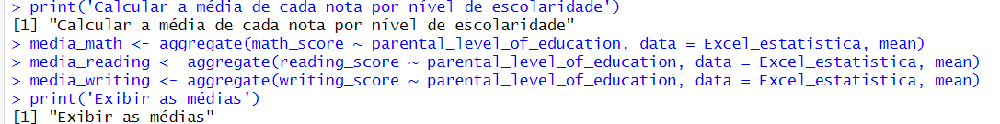 > print('Calcular a média de cada nota por nível de escolaridade')
[1] "Calcular a média de cada nota por nível de escolaridade"
> media_math <- aggregate(math_score ~ parental_level_of_education, data = Excel_estatistica, mean)
> media_reading <- aggregate(reading_score ~ parental_level_of_education, data = Excel_estatistica, mean)
> media_writing <- aggregate(writing_score ~ parental_level_of_education, data = Excel_estatistica, mean)
> print('Exibir as médias')
[1] "Exibir as médias"